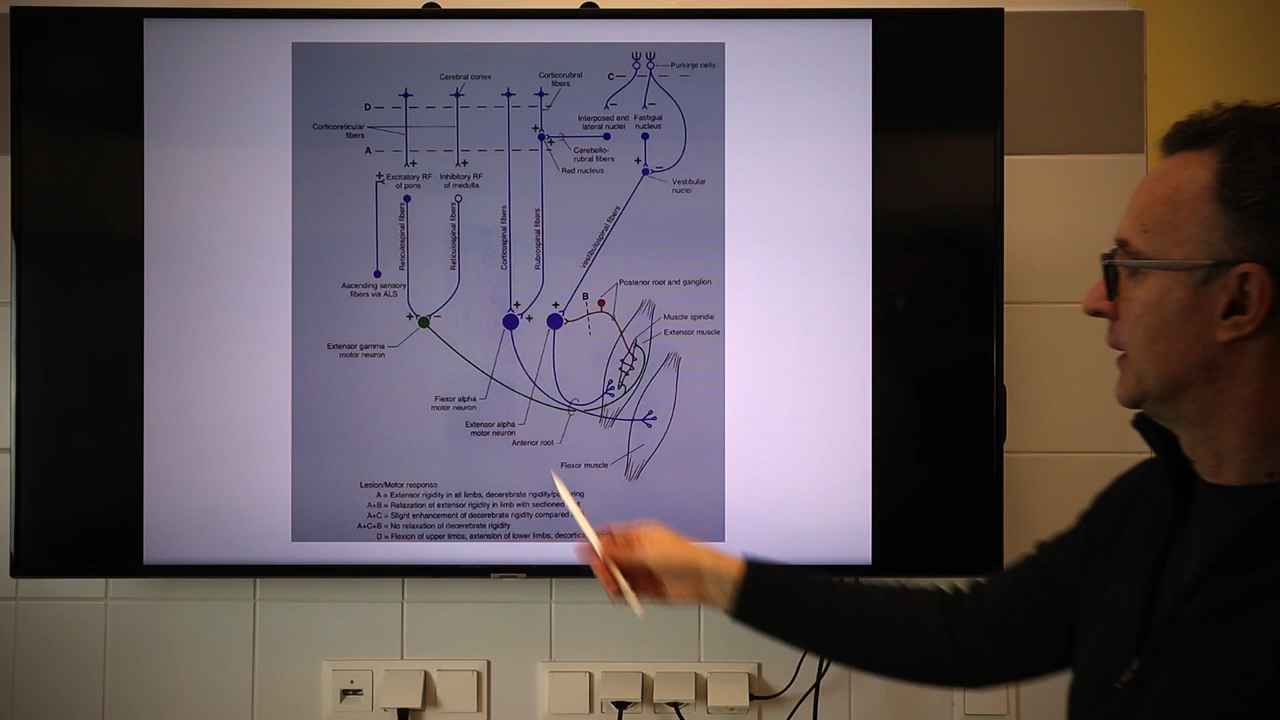 Purkinje cells
C
Cerebral cortex
Corticorubral
fibers
D
Corticoreticular
fibers
Interposed and
lateral nuclei
Fastigial
nucleus
+
+
A
Cerebello-
rubral fibers
Red nucleus
+
Vestibular
nuclei
+
+
+
Excitatory RF
of pons
Inhibitory RF
of medulla
Reticulospinal fibers
Reticulospinal fibers
Corticospinal fibers
Rubrospinal fibers
Vestibulospinal fibers
Ascending sensory
fibers via ALS
Posterior root and ganglion
B
+
+
+
+
Muscle spindle
Extensor muscle
Extensor gamma
motor neuron
Flexor alpha
motor neuron
Extensor alpha
motor neuron
Anterior root
Flexor muscle
Lesion/Motor response
A = Extensor rigidity in all limbs, decerebrate
A+B = Relaxation of extensor rigidity in limb with sectioned
A+C = Slight enhancement of decerebrate rigidity compared
A+C+B = No relaxation of decerebrate rigidity
D = Flexion of upper limbs, extension of lower limbs,